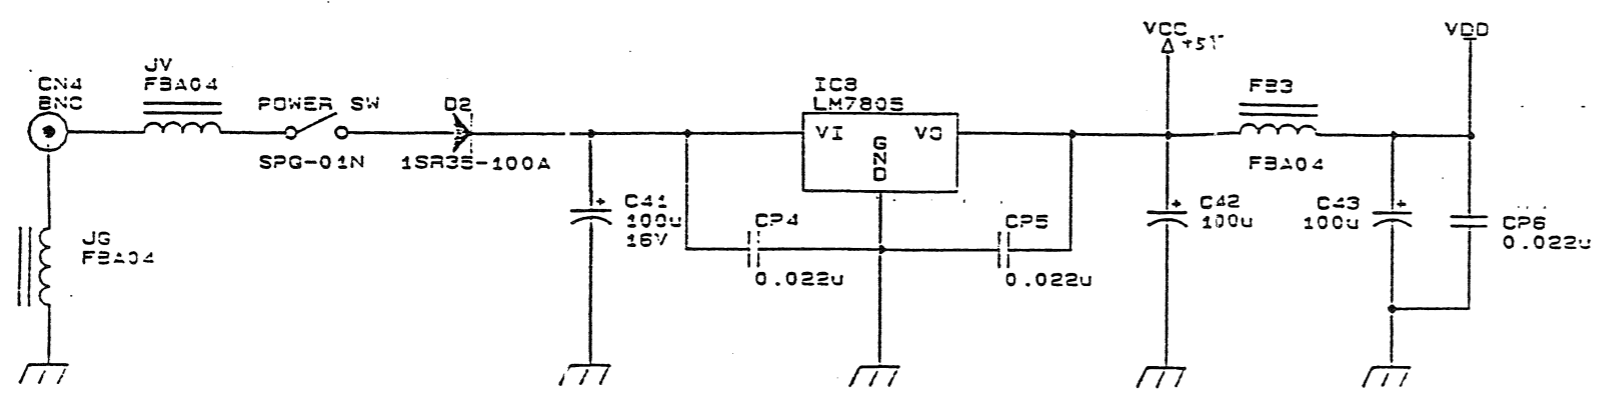 CN4
BNC
JV
FBA04
POWER SW
SPG-01N
D2
1SR35-100A
JG
FBA04
C41
100u
16V
CP4
0.022u
IC8
LM7805
VI
GND
VO
CP5
0.022u
VCC
+5V
C42
100u
FB3
FBA04
C43
100u
VDD
CP6
0.022u